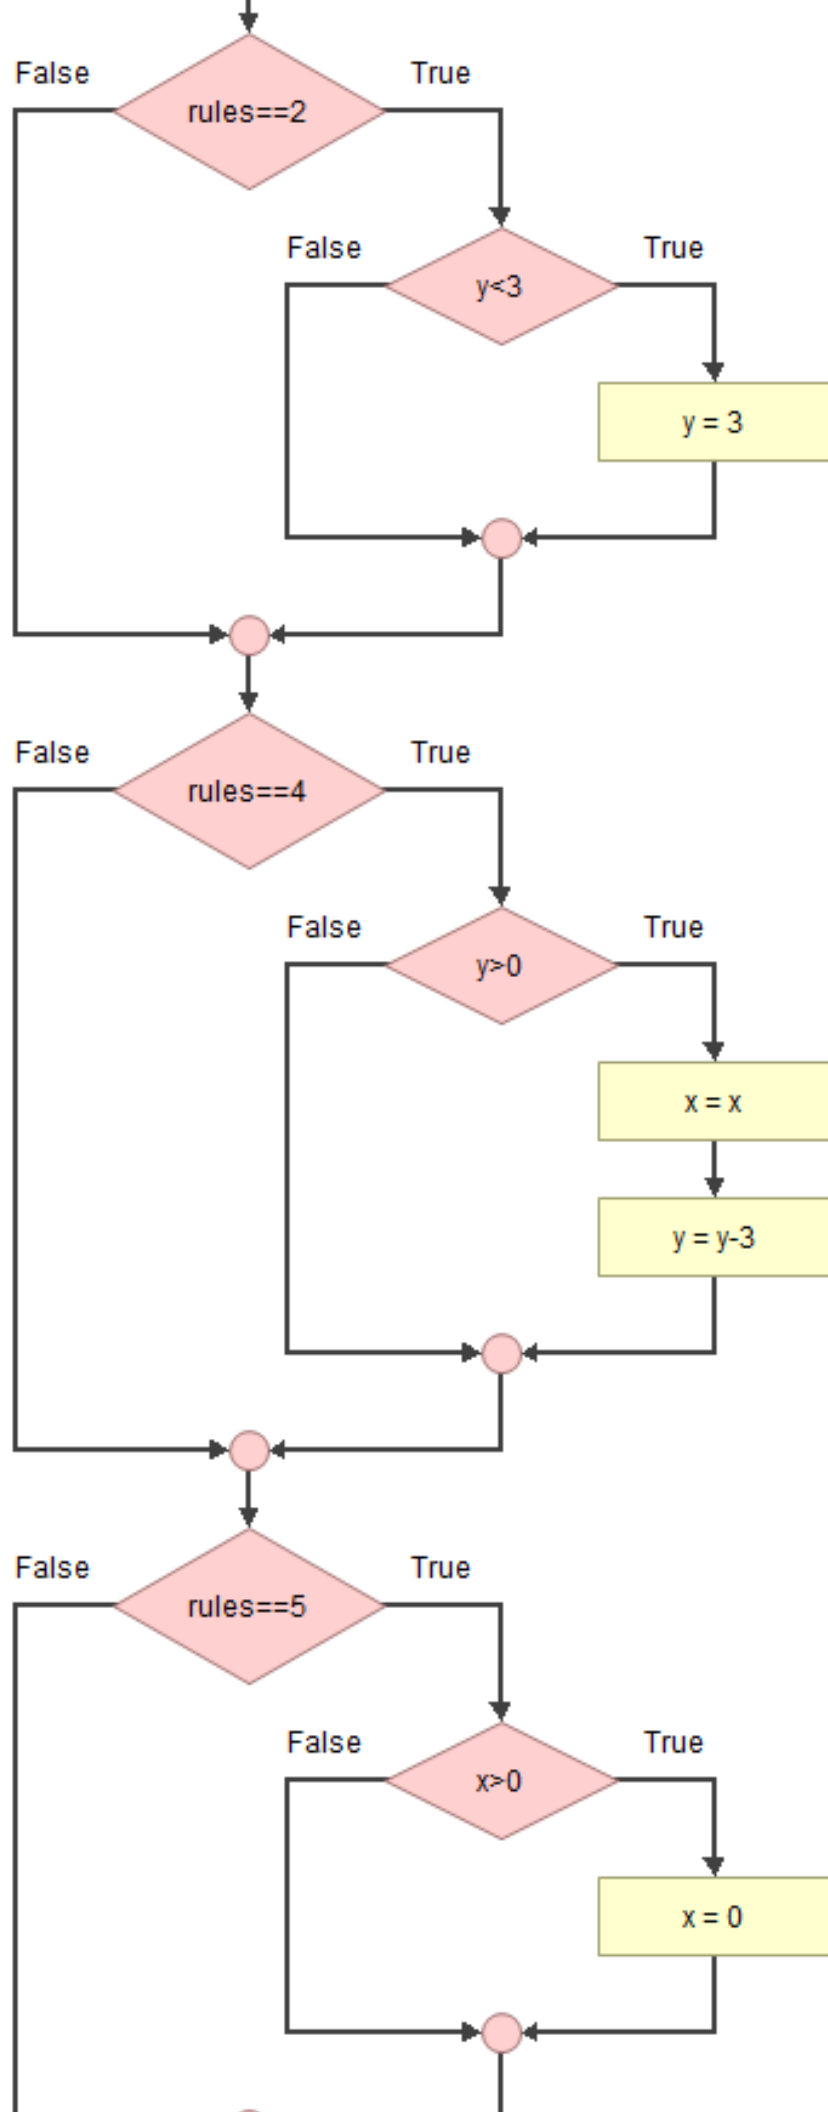 False
True
rules==2
False
True
y<3
y = 3
False
True
rules==4
False
True
y>0
x = x
y = y-3
False
True
rules==5
False
True
x>0
x = 0